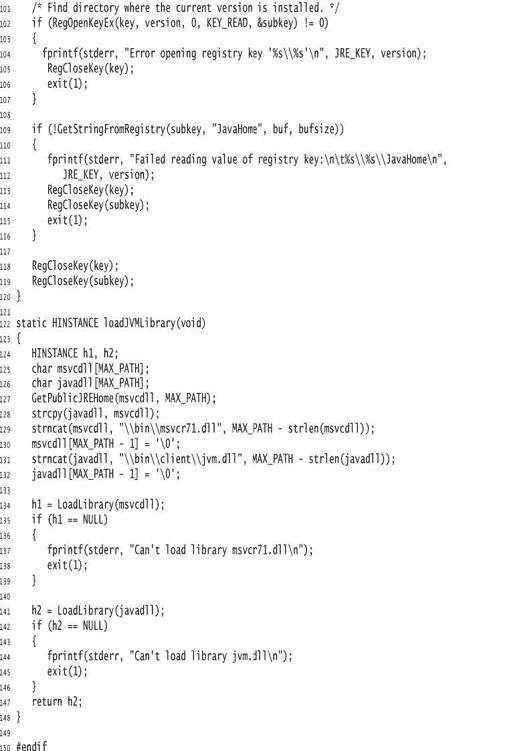 101 /* Find directory where the current version is installed. */
102 if (RegOpenKeyEx(key, version, 0, KEY_READ, &subkey) != 0)
103 {
104 fprintf(stderr, "Error opening registry key '%s\\%s'\n", JRE_KEY, version);
105 RegCloseKey(key);
106 exit(1);
107 }
108
109 if (!GetStringFromRegistry(subkey, "JavaHome", buf, bufsize))
110 {
111 fprintf(stderr, "Failed reading value of registry key:\n\t%s\\%s\\JavaHome\n",
112 JRE_KEY, version);
113 RegCloseKey(key);
114 RegCloseKey(subkey);
115 exit(1);
116 }
117
118 RegCloseKey(key);
119 RegCloseKey(subkey);
120 }
121
122 static HINSTANCE loadJVMLibrary(void)
123 {
124 HINSTANCE h1, h2;
125 char msvcdll[MAX_PATH];
126 char javadll[MAX_PATH];
127 GetPublicJREHome(msvcdll, MAX_PATH);
128 strcpy(javadll, msvcdll);
129 strncat(msvcdll, "\\bin\\msvcr71.dll", MAX_PATH - strlen(msvcdll));
130 msvcdll[MAX_PATH - 1] = '\0';
131 strncat(javadll, "\\bin\\client\\jvm.dll", MAX_PATH - strlen(javadll));
132 javadll[MAX_PATH - 1] = '\0';
133
134 h1 = LoadLibrary(msvcdll);
135 if (h1 == NULL)
136 {
137 fprintf(stderr, "Can't load library msvcr71.dll\n");
138 exit(1);
139 }
140
141 h2 = LoadLibrary(javadll);
142 if (h2 == NULL)
143 {
144 fprintf(stderr, "Can't load library jvm.dll\n");
145 exit(1);
146 }
147 return h2;
148 }
149
150 #endif